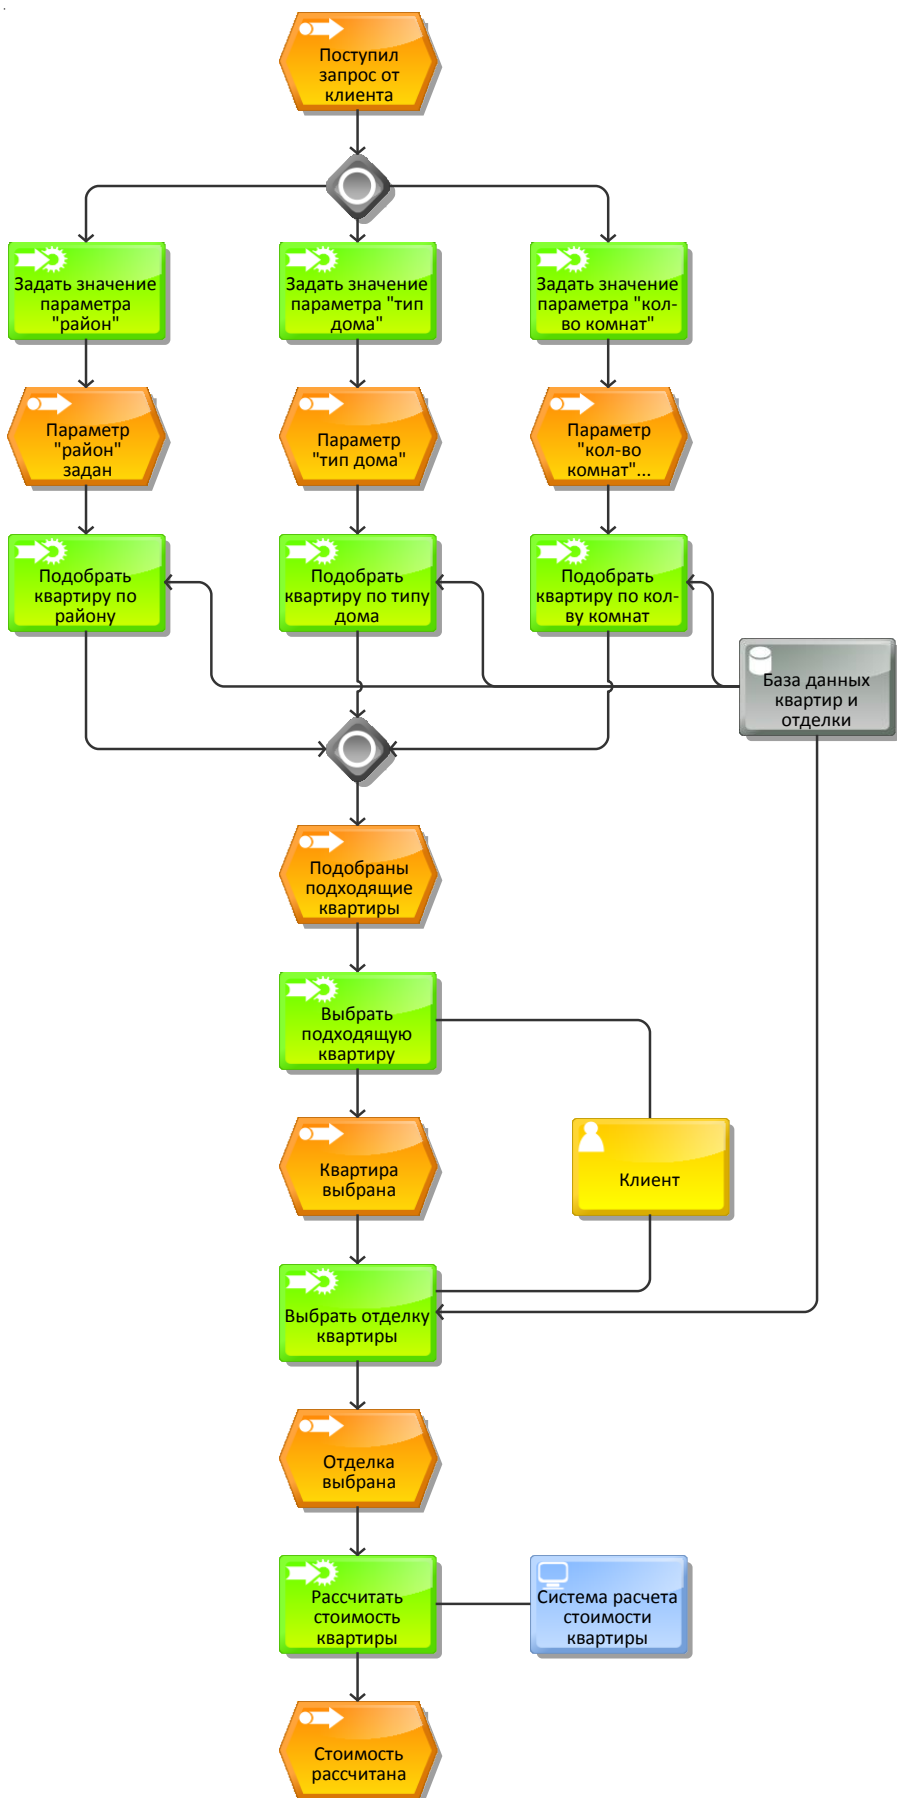 Поступил
запрос от
клиента
Задать значение
параметра
"район"
Задать значение
параметра "тип
дома"
Задать значение
параметра "кол-
во комнат"
Параметр
"район"
задан
Параметр
"тип дома"
Параметр
"кол-во
комнат"...
Подобрать
квартиру по
району
Подобрать
квартиру по типу
дома
Подобрать
квартиру по кол-
ву комнат
База данных
квартир и
отделки
Подобраны
подходящие
квартиры
Выбрать
подходящую
квартиру
Квартира
выбрана
Клиент
Выбрать отделку
квартиры
Отделка
выбрана
Рассчитать
стоимость
квартиры
Система расчета
стоимости
квартиры
Стоимость
рассчитана